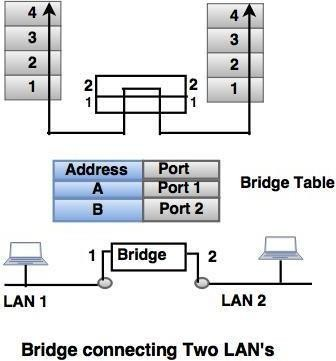 4
3
2
1
4
3
2
1
2 2
1 1
Address Port
A Port 1
B Port 2
Bridge Table
1 Bridge 2
LAN 1
LAN 2
Bridge connecting Two LAN's